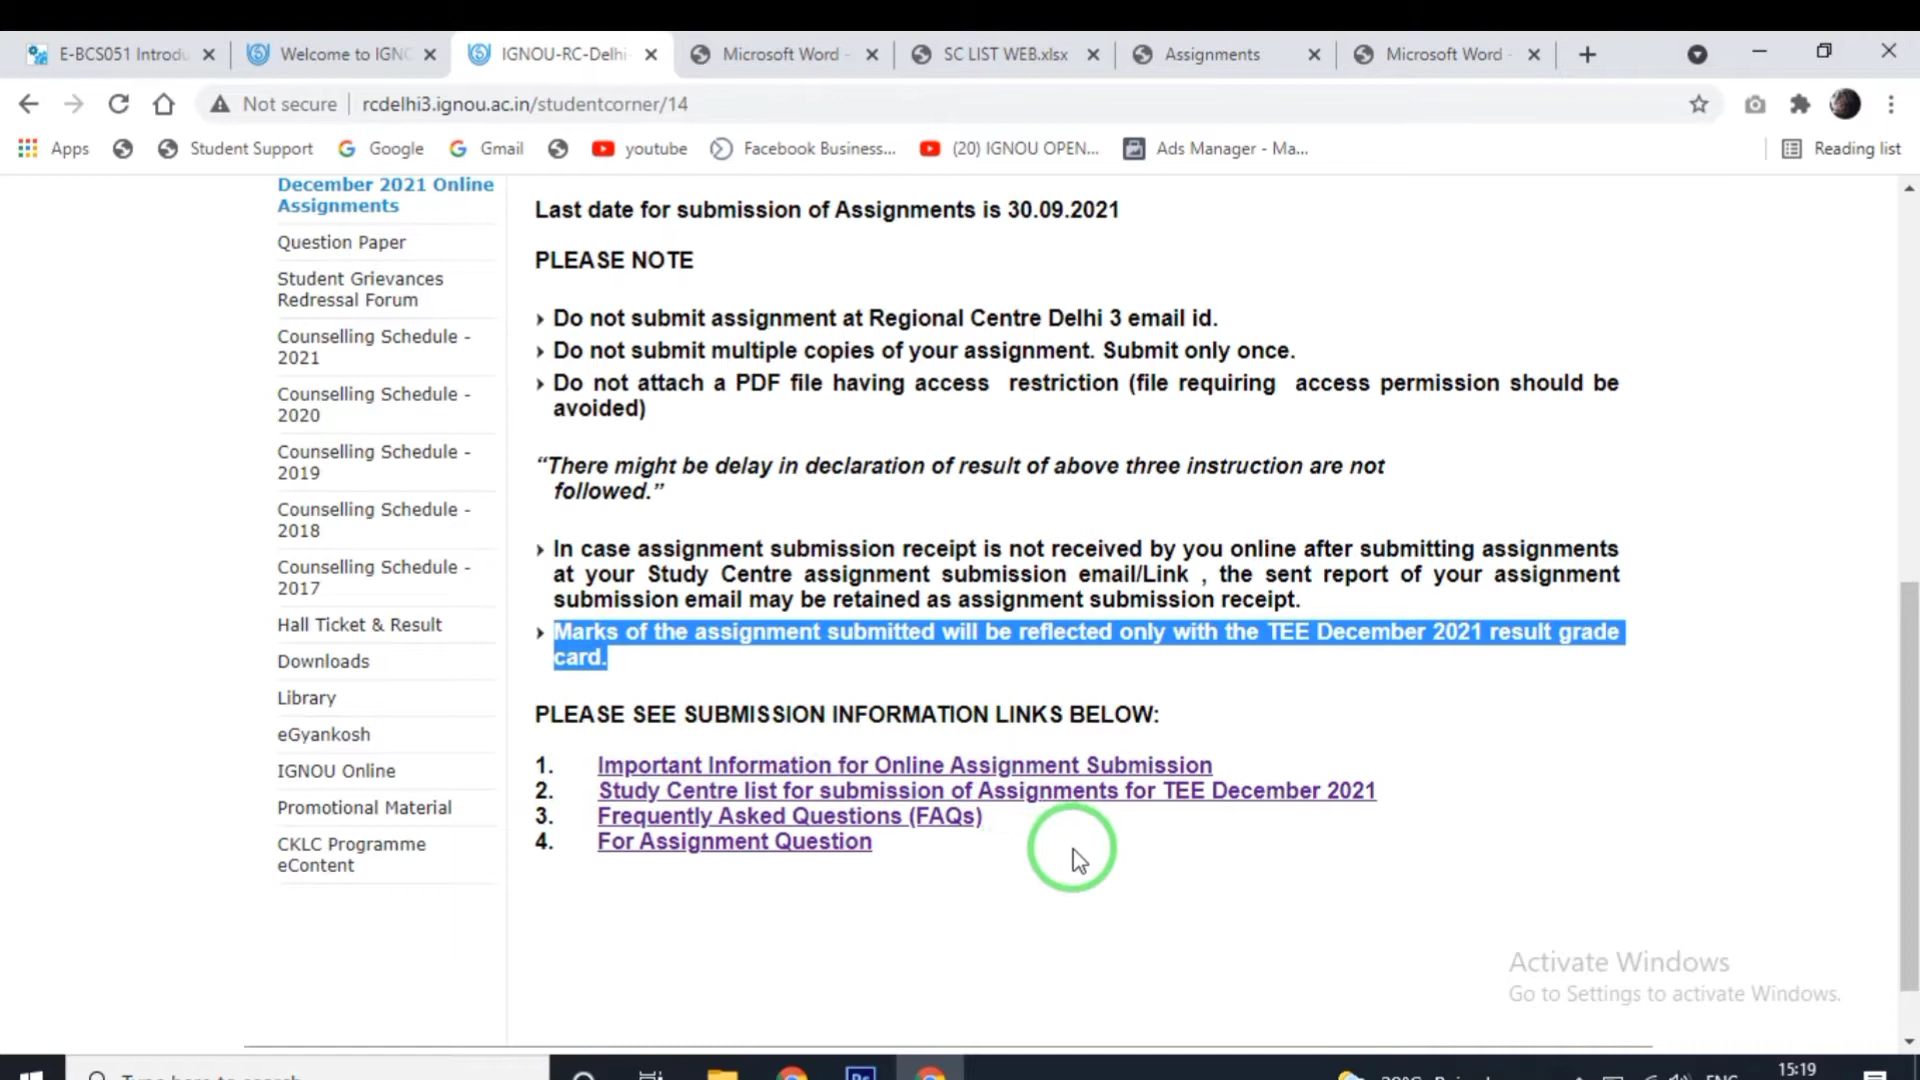 E-BCS051 Introdu
Welcome to IGNO
IGNOU-RC-Delhi-
Microsoft Word -
SC LIST WEB.xlsx
Assignments
Microsoft Word -
Not secure
rcdelhi3.ignou.ac.in/studentcorner/14
Apps
Student Support
Google
Gmail
youtube
Facebook Business...
(20) IGNOU OPEN...
Ads Manager - Ma...
Reading list
December 2021 Online
Assignments
Question Paper
Student Grievances
Redressal Forum
Counselling Schedule -
2021
Counselling Schedule -
2020
Counselling Schedule -
2019
Counselling Schedule -
2018
Counselling Schedule -
2017
Hall Ticket & Result
Downloads
Library
eGyankosh
IGNOU Online
Promotional Material
CKLC Programme
eContent
Last date for submission of Assignments is 30.09.2021
PLEASE NOTE
Do not submit assignment at Regional Centre Delhi 3 email id.
Do not submit multiple copies of your assignment. Submit only once.
Do not attach a PDF file having access restriction (file requiring access permission should be
avoided)
“There might be delay in declaration of result of above three instruction are not
followed.”
In case assignment submission receipt is not received by you online after submitting assignments
at your Study Centre assignment submission email/Link , the sent report of your assignment
submission email may be retained as assignment submission receipt.
Marks of the assignment submitted will be reflected only with the TEE December 2021 result grade
card.
PLEASE SEE SUBMISSION INFORMATION LINKS BELOW:
1. Important Information for Online Assignment Submission
2. Study Centre list for submission of Assignments for TEE December 2021
3. Frequently Asked Questions (FAQs)
4. For Assignment Question
Activate Windows
Go to Settings to activate Windows.
Type here to search
15:19